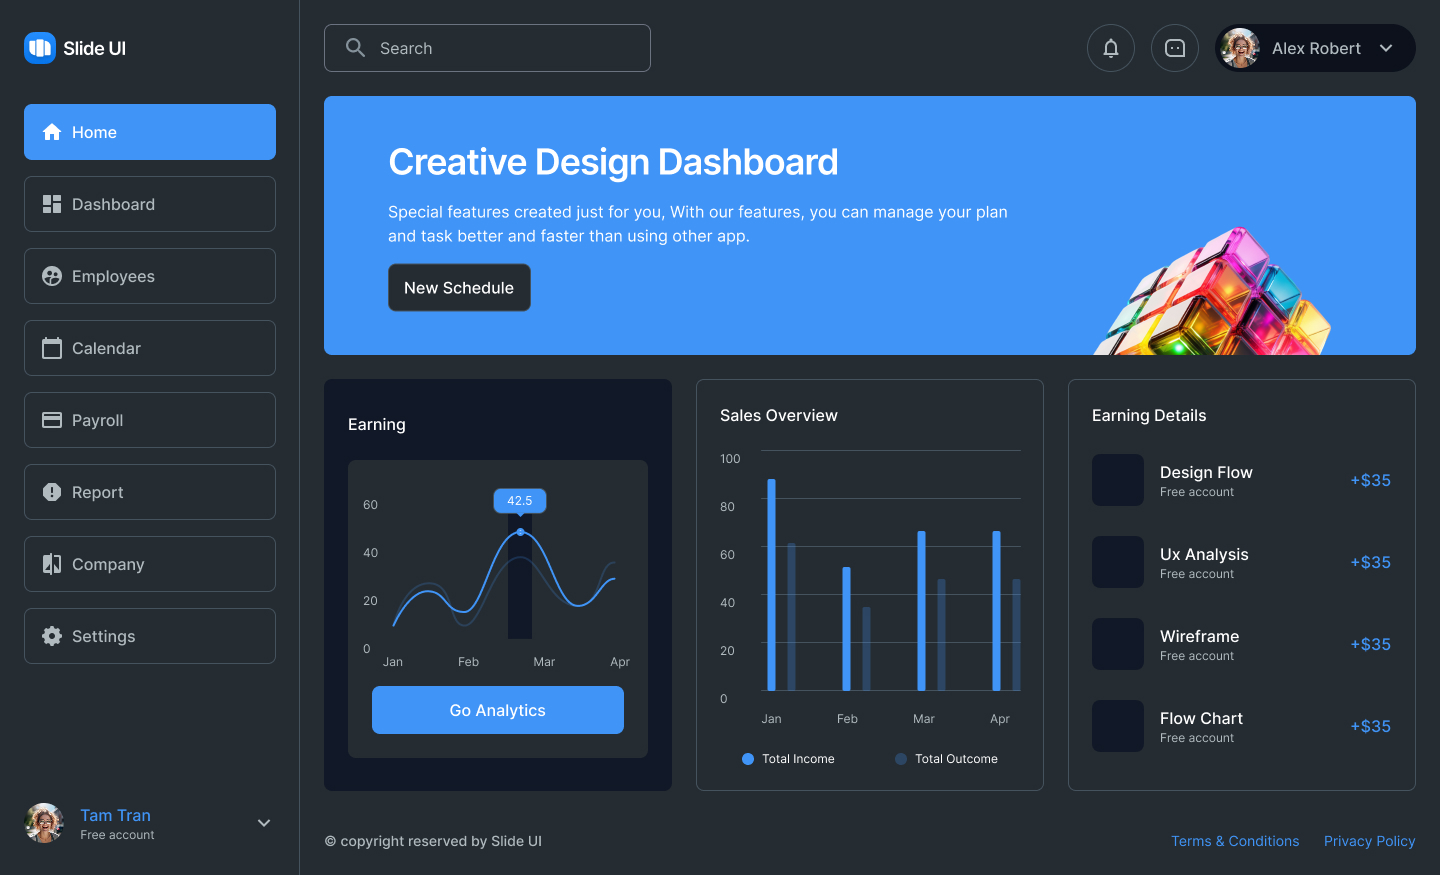 Slide UI
Home
Dashboard
Employees
Calendar
Payroll
Report
Company
Settings
Tam Tran
Free account
Search
Alex Robert
Creative Design Dashboard
Special features created just for you, With our features, you can manage your plan
and task better and faster than using other app.
New Schedule
Earning
42.5
60
40
20
0
Jan Feb Mar Apr
Go Analytics
Sales Overview
100
80
60
40
20
0
Jan Feb Mar Apr
Total Income Total Outcome
Earning Details
Design Flow
Free account
+$35
Ux Analysis
Free account
+$35
Wireframe
Free account
+$35
Flow Chart
Free account
+$35
© copyright reserved by Slide UI
Terms & Conditions Privacy Policy